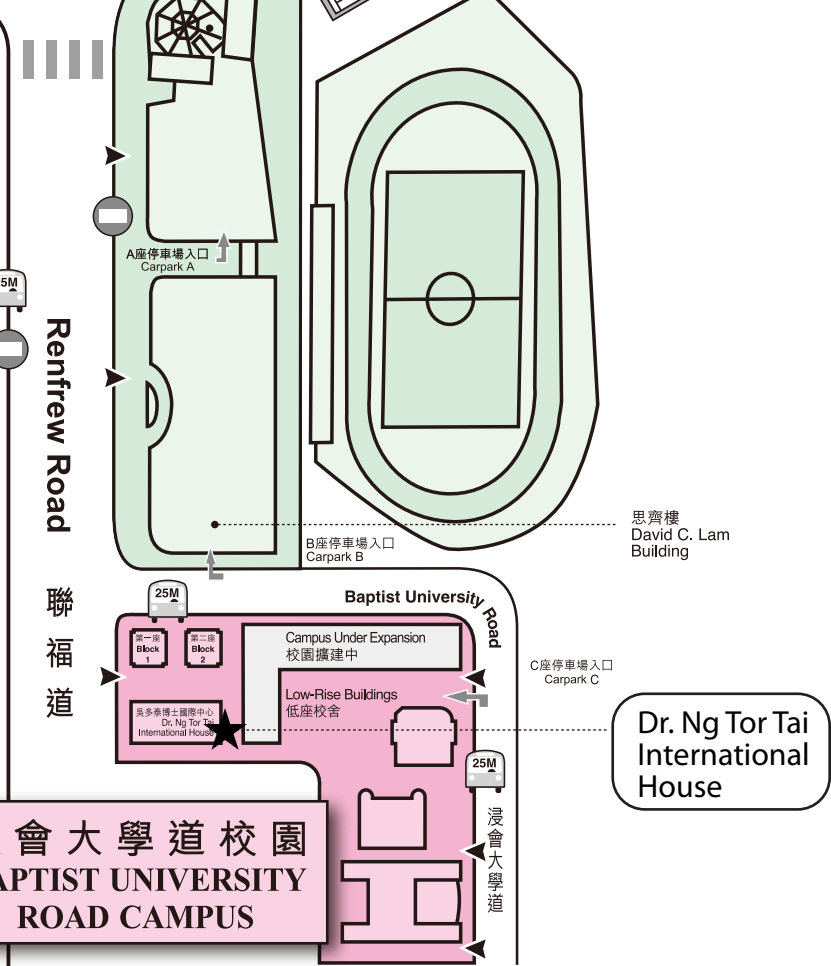 A座停車場入口
Carpark A
5M
Renfrew Road 聯福道
思齊樓
David C. Lam
Building
B座停車場入口
Carpark B
25M
Baptist University Road
第一座
Block
1
第二座
Block
2
Campus Under Expansion
校園擴建中
C座停車場入口
Carpark C
Low-Rise Buildings
低座校舍
吳多泰博士國際中心
Dr. Ng Tor Tai
International House
Dr. Ng Tor Tai
International
House
25M
浸會大學道
會大學道校園
APTIST UNIVERSITY
ROAD CAMPUS